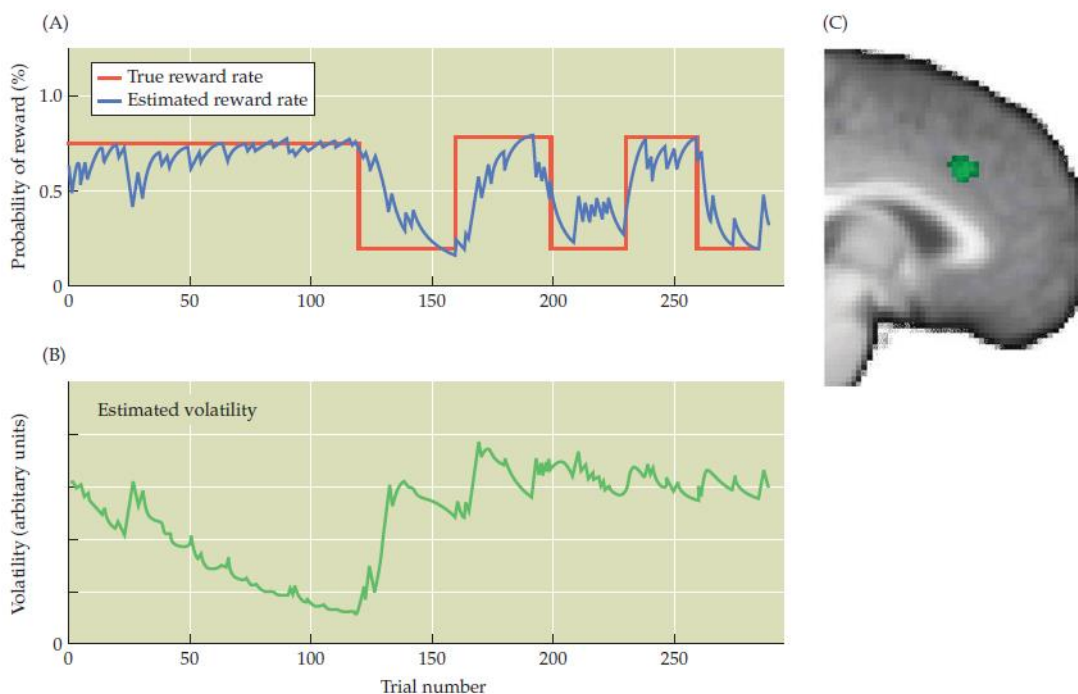 (A)
True reward rate
Estimated reward rate
Probability of reward (%)
1.0
0.5
0
0 50 100 150 200 250
(B)
Estimated volatility
Volatility (arbitary units)
0
0 50 100 150 200 250
Trial number
(C)